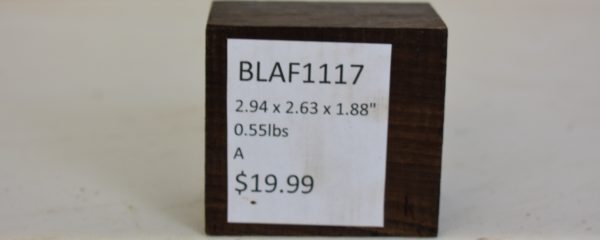 BLAF1117
2.94 x 2.63 x 1.88"
0.55lbs
A
$19.99